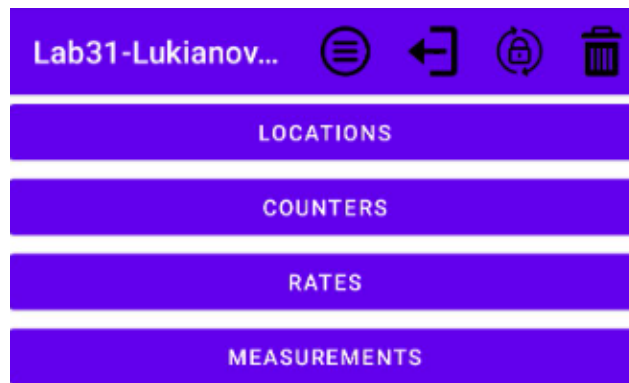 Lab31-Lukianov...
LOCATIONS
COUNTERS
RATES
MEASUREMENTS